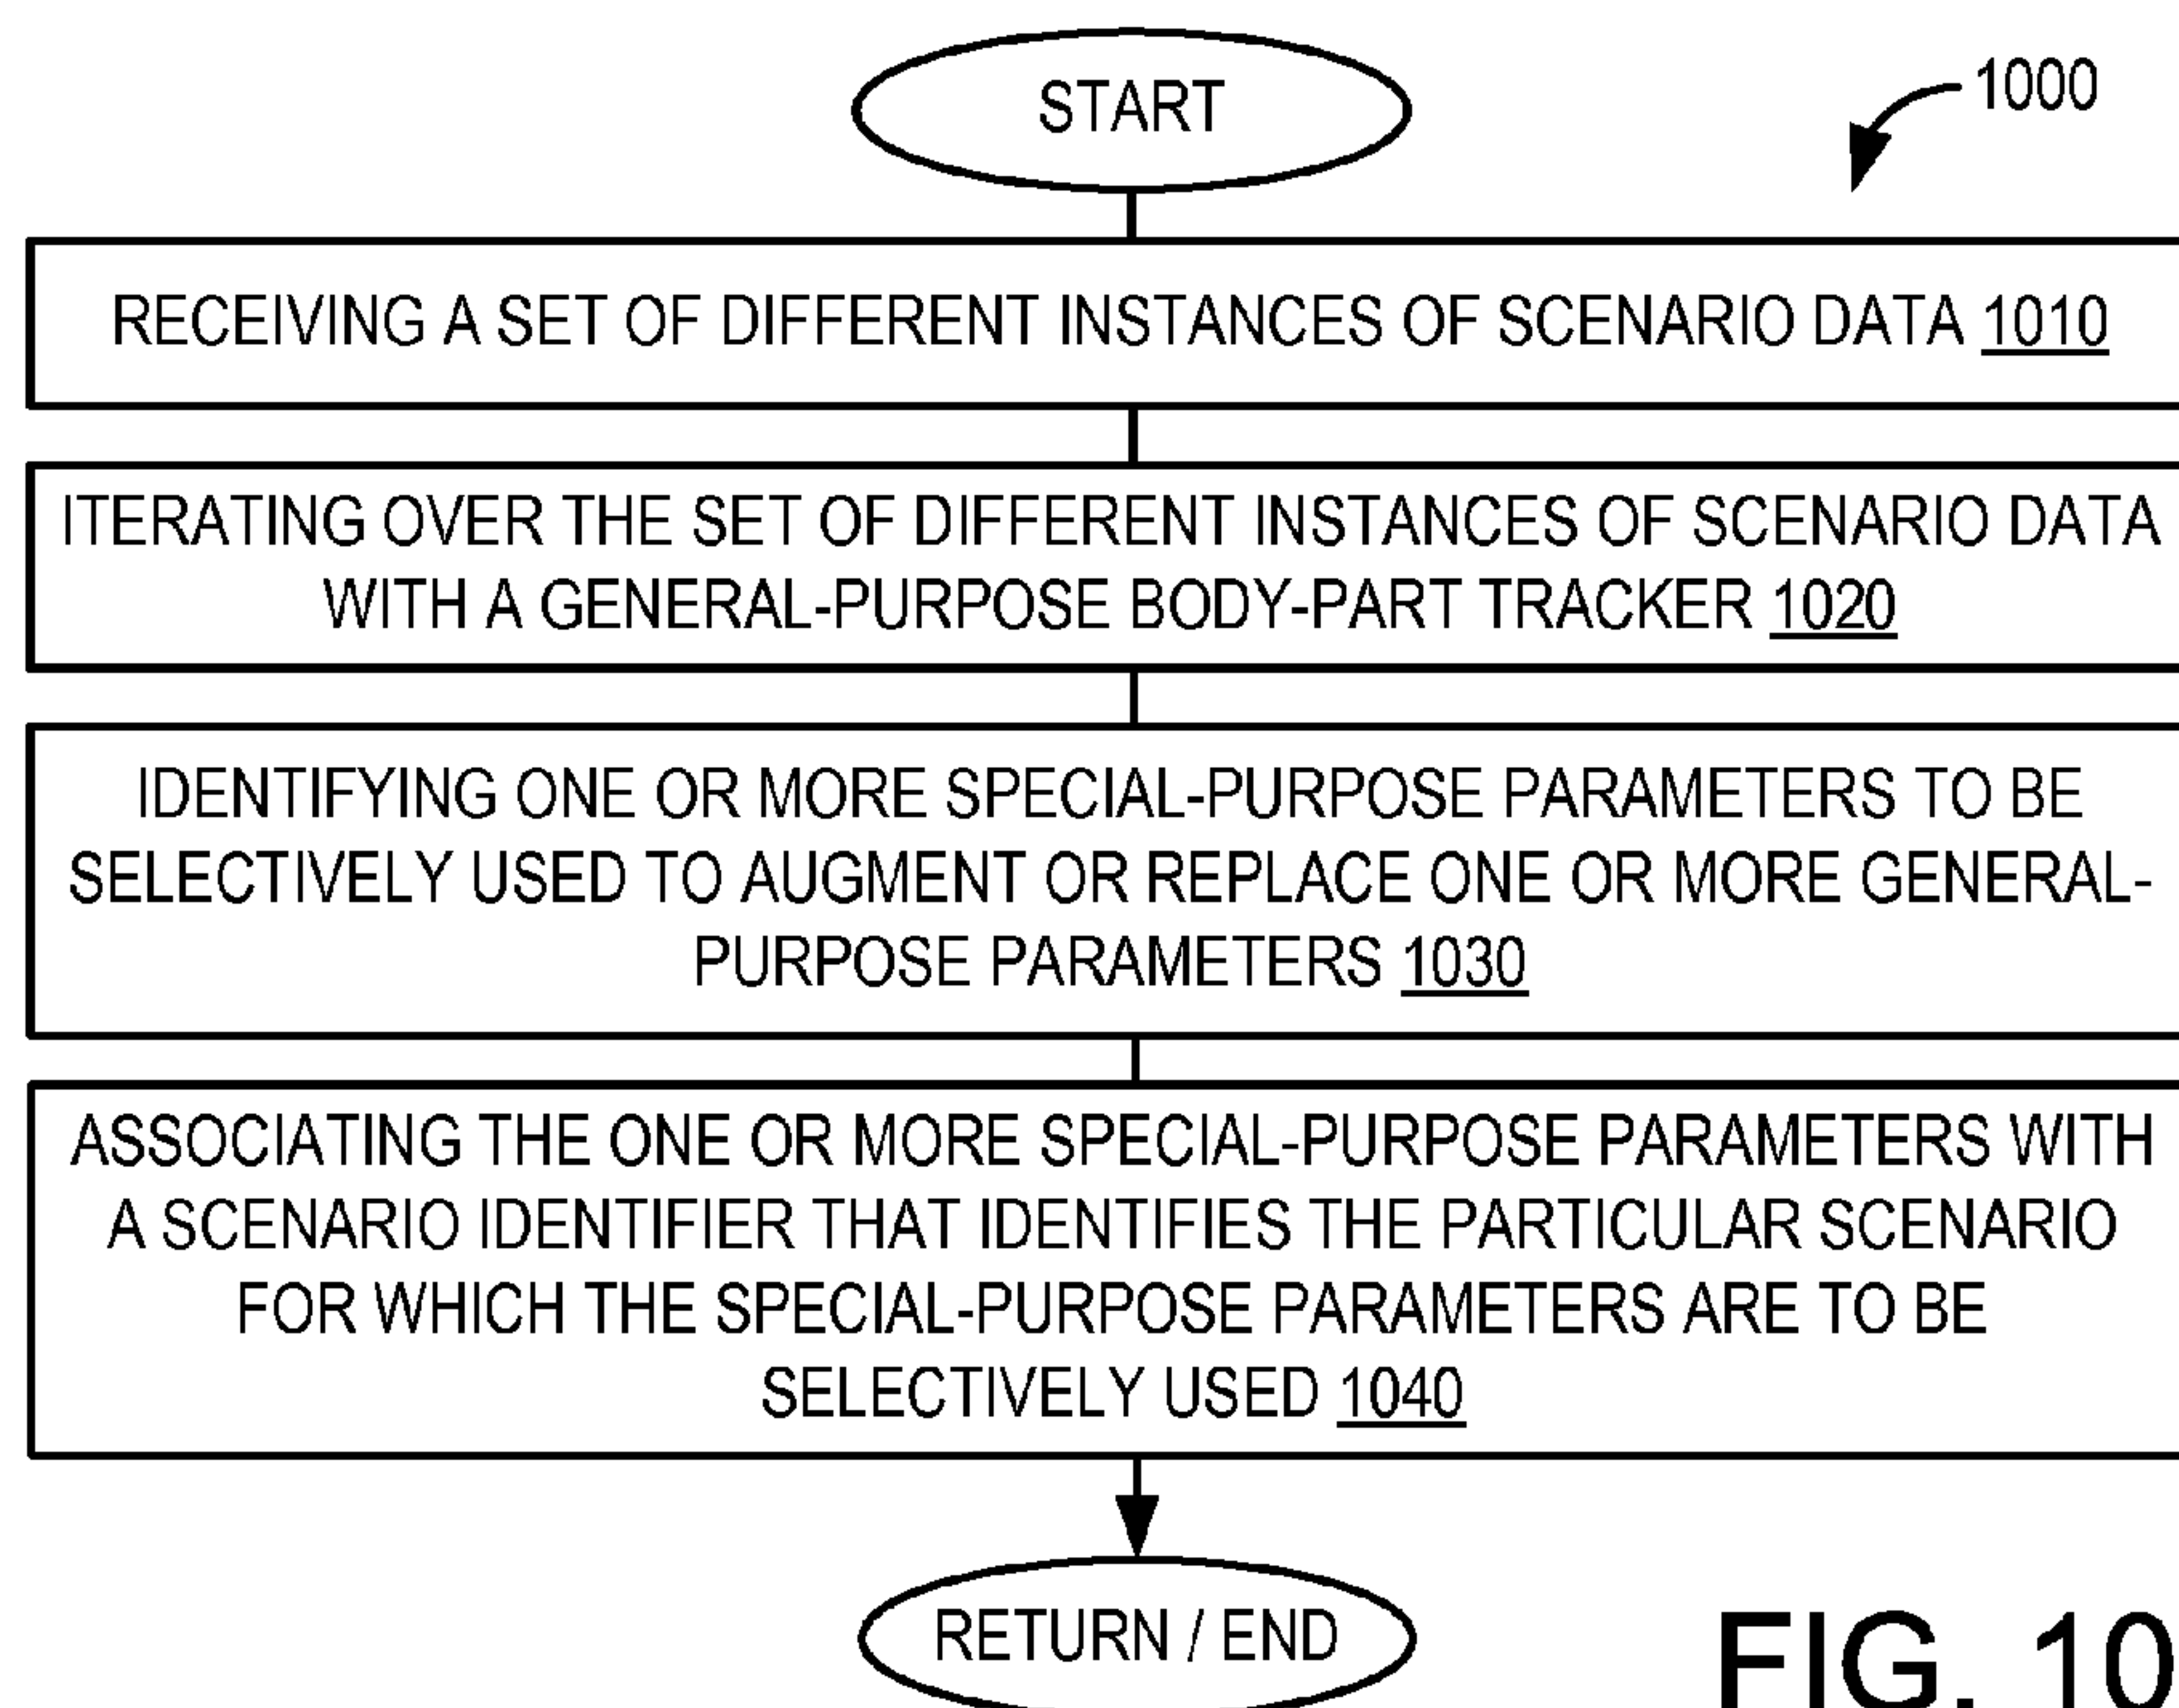 START
1000
RECEIVING A SET OF DIFFERENT INSTANCES OF SCENARIO DATA 1010
ITERATING OVER THE SET OF DIFFERENT INSTANCES OF SCENARIO DATA
WITH A GENERAL-PURPOSE BODY-PART TRACKER 1020
IDENTIFYING ONE OR MORE SPECIAL-PURPOSE PARAMETERS TO BE
SELECTIVELY USED TO AUGMENT OR REPLACE ONE OR MORE GENERAL-
PURPOSE PARAMETERS 1030
ASSOCIATING THE ONE OR MORE SPECIAL-PURPOSE PARAMETERS WITH
A SCENARIO IDENTIFIER THAT IDENTIFIES THE PARTICULAR SCENARIO
FOR WHICH THE SPECIAL-PURPOSE PARAMETERS ARE TO BE
SELECTIVELY USED 1040
RETURN / END
FIG. 10